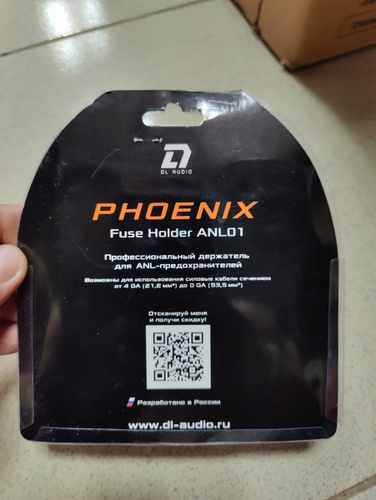 DL AUDIO
PHOENIX
Fuse Holder ANL01
Профессиональный держатель
для ANL-предохранителей
Возможны для использования силовые кабели сечением
от 4 GA (21,2 мм²) до 0 GA (53,5 мм²)
Отсканируй меня
и получи скидку!
Разработано в России
www.dl-audio.ru